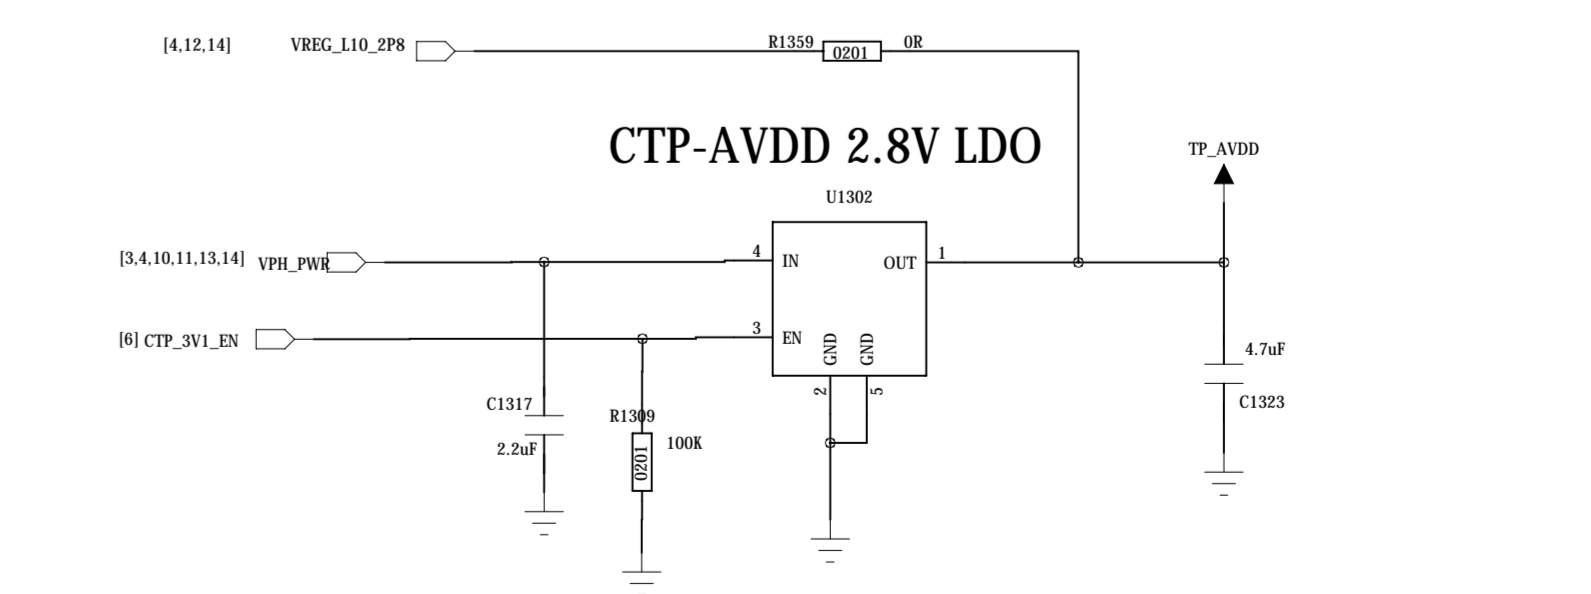 [4,12,14] VREG_L10_2P8 R1359 0201 0R
CTP-AVDD 2.8V LDO
TP_AVDD
U1302
[3,4,10,11,13,14] VPH_PWR 4 IN OUT 1
[6] CTP_3V1_EN 3 EN GND GND
2 5
4.7uF
C1323
C1317
2.2uF
R1309
0201 100K